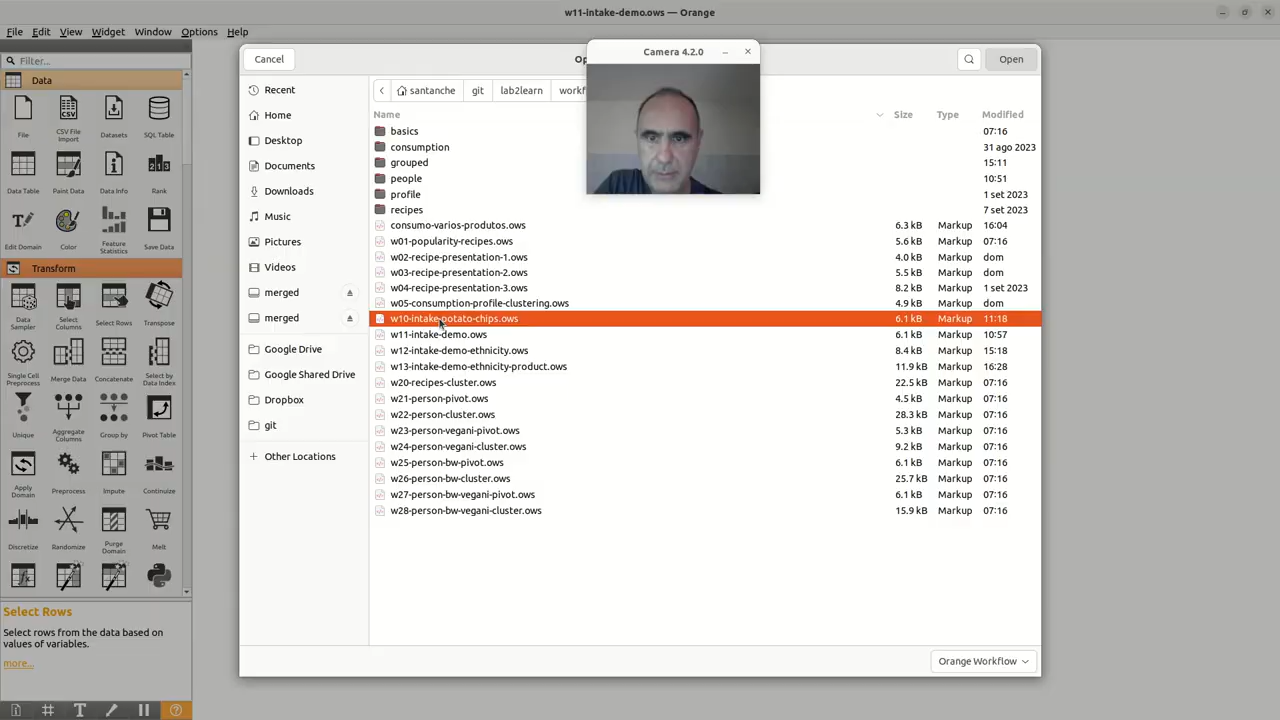 w11-intake-demo.ows — Orange
File Edit View Widget Window Options Help
Filter...
Data
File
CSV File Import
Datasets
SQL Table
Data Table
Paint Data
Data Info
Rank
Edit Domain
Color
Feature Statistics
Save Data
Transform
Data Sampler
Select Columns
Select Rows
Transpose
Single Cell Preprocess
Merge Data
Concatenate
Select by Data Index
Unique
Aggregate Columns
Group by
Pivot Table
Apply Domain
Preprocess
Impute
Continuize
Discretize
Randomize
Purge Domain
Melt
Select Rows
Select rows from the data based on
values of variables.
more...
Cancel
Op
Open
Camera 4.2.0
Recent
Home
Desktop
Documents
Downloads
Music
Pictures
Videos
merged
merged
Google Drive
Google Shared Drive
Dropbox
git
Other Locations
santanche git lab2learn workf
Name Size Type Modified
basics 07:16
consumption 31 ago 2023
grouped 15:11
people 10:51
profile 1 set 2023
recipes 7 set 2023
consumo-varios-produtos.ows 6.3 kB Markup 16:04
w01-popularity-recipes.ows 5.6 kB Markup 07:16
w02-recipe-presentation-1.ows 4.0 kB Markup dom
w03-recipe-presentation-2.ows 5.5 kB Markup dom
w04-recipe-presentation-3.ows 8.2 kB Markup 1 set 2023
w05-consumption-profile-clustering.ows 4.9 kB Markup dom
w10-intake-potato-chips.ows 6.1 kB Markup 11:18
w11-intake-demo.ows 6.1 kB Markup 10:57
w12-intake-demo-ethnicity.ows 8.4 kB Markup 15:18
w13-intake-demo-ethnicity-product.ows 11.9 kB Markup 16:28
w20-recipes-cluster.ows 22.5 kB Markup 07:16
w21-person-pivot.ows 4.5 kB Markup 07:16
w22-person-cluster.ows 28.3 kB Markup 07:16
w23-person-vegani-pivot.ows 5.3 kB Markup 07:16
w24-person-vegani-cluster.ows 9.2 kB Markup 07:16
w25-person-bw-pivot.ows 6.1 kB Markup 07:16
w26-person-bw-cluster.ows 25.7 kB Markup 07:16
w27-person-bw-vegani-pivot.ows 6.1 kB Markup 07:16
w28-person-bw-vegani-cluster.ows 15.9 kB Markup 07:16
Orange Workflow